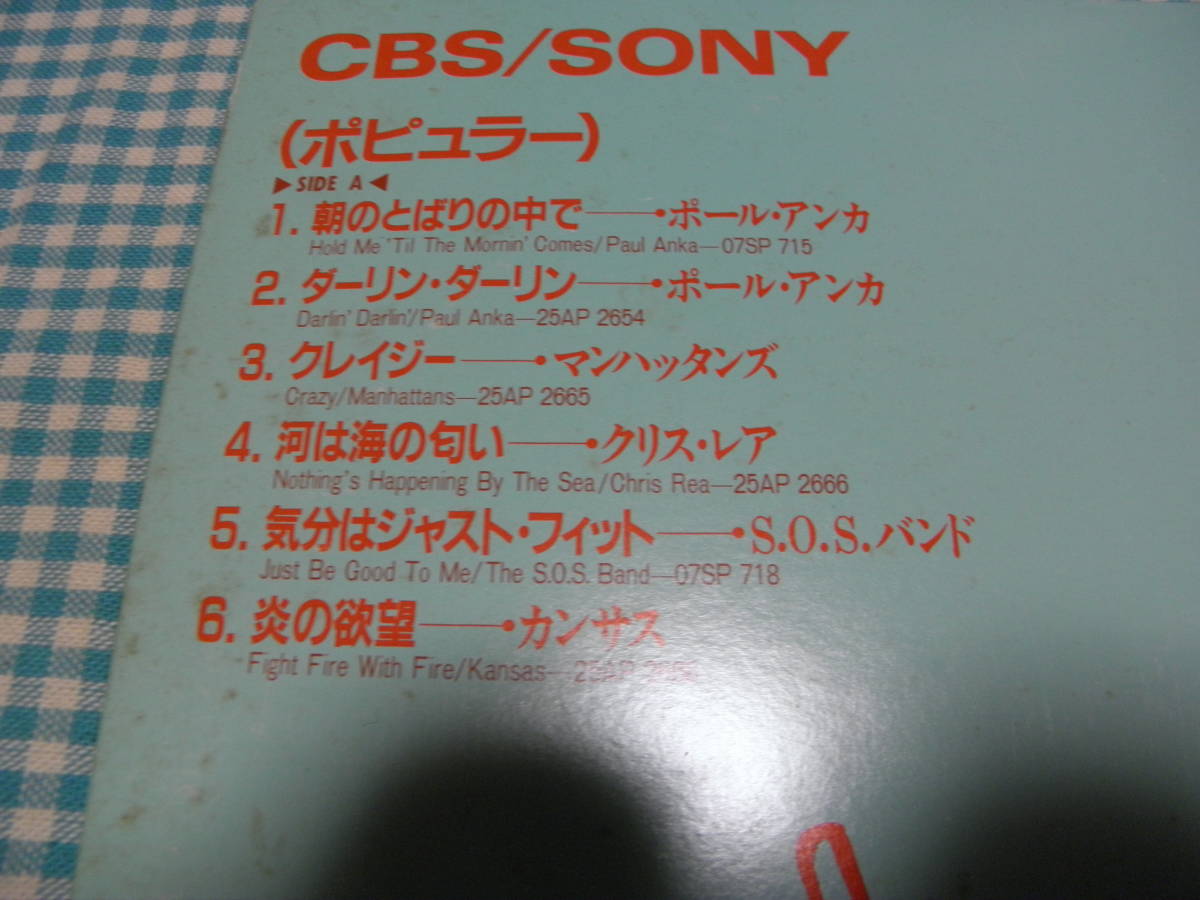 CBS/SONY
(ポピュラー)
▶SIDE A◀
1. 朝のとばりの中で——・ポール・アンカ
Hold Me 'Til The Mornin' Comes/Paul Anka—07SP 715
2. ダーリン・ダーリン——・ポール・アンカ
Darlin' Darlin'/Paul Anka—25AP 2654
3. クレイジー——・マンハッタンズ
Crazy/Manhattans—25AP 2665
4. 河は海の匂い——・クリス・レア
Nothing's Happening By The Sea/Chris Rea—25AP 2666
5. 気分はジャスト・フィット——・S.O.S.バンド
Just Be Good To Me/The S.O.S. Band—07SP 718
6. 炎の欲望——・カンサス
Fight Fire With Fire/Kansas—25AP